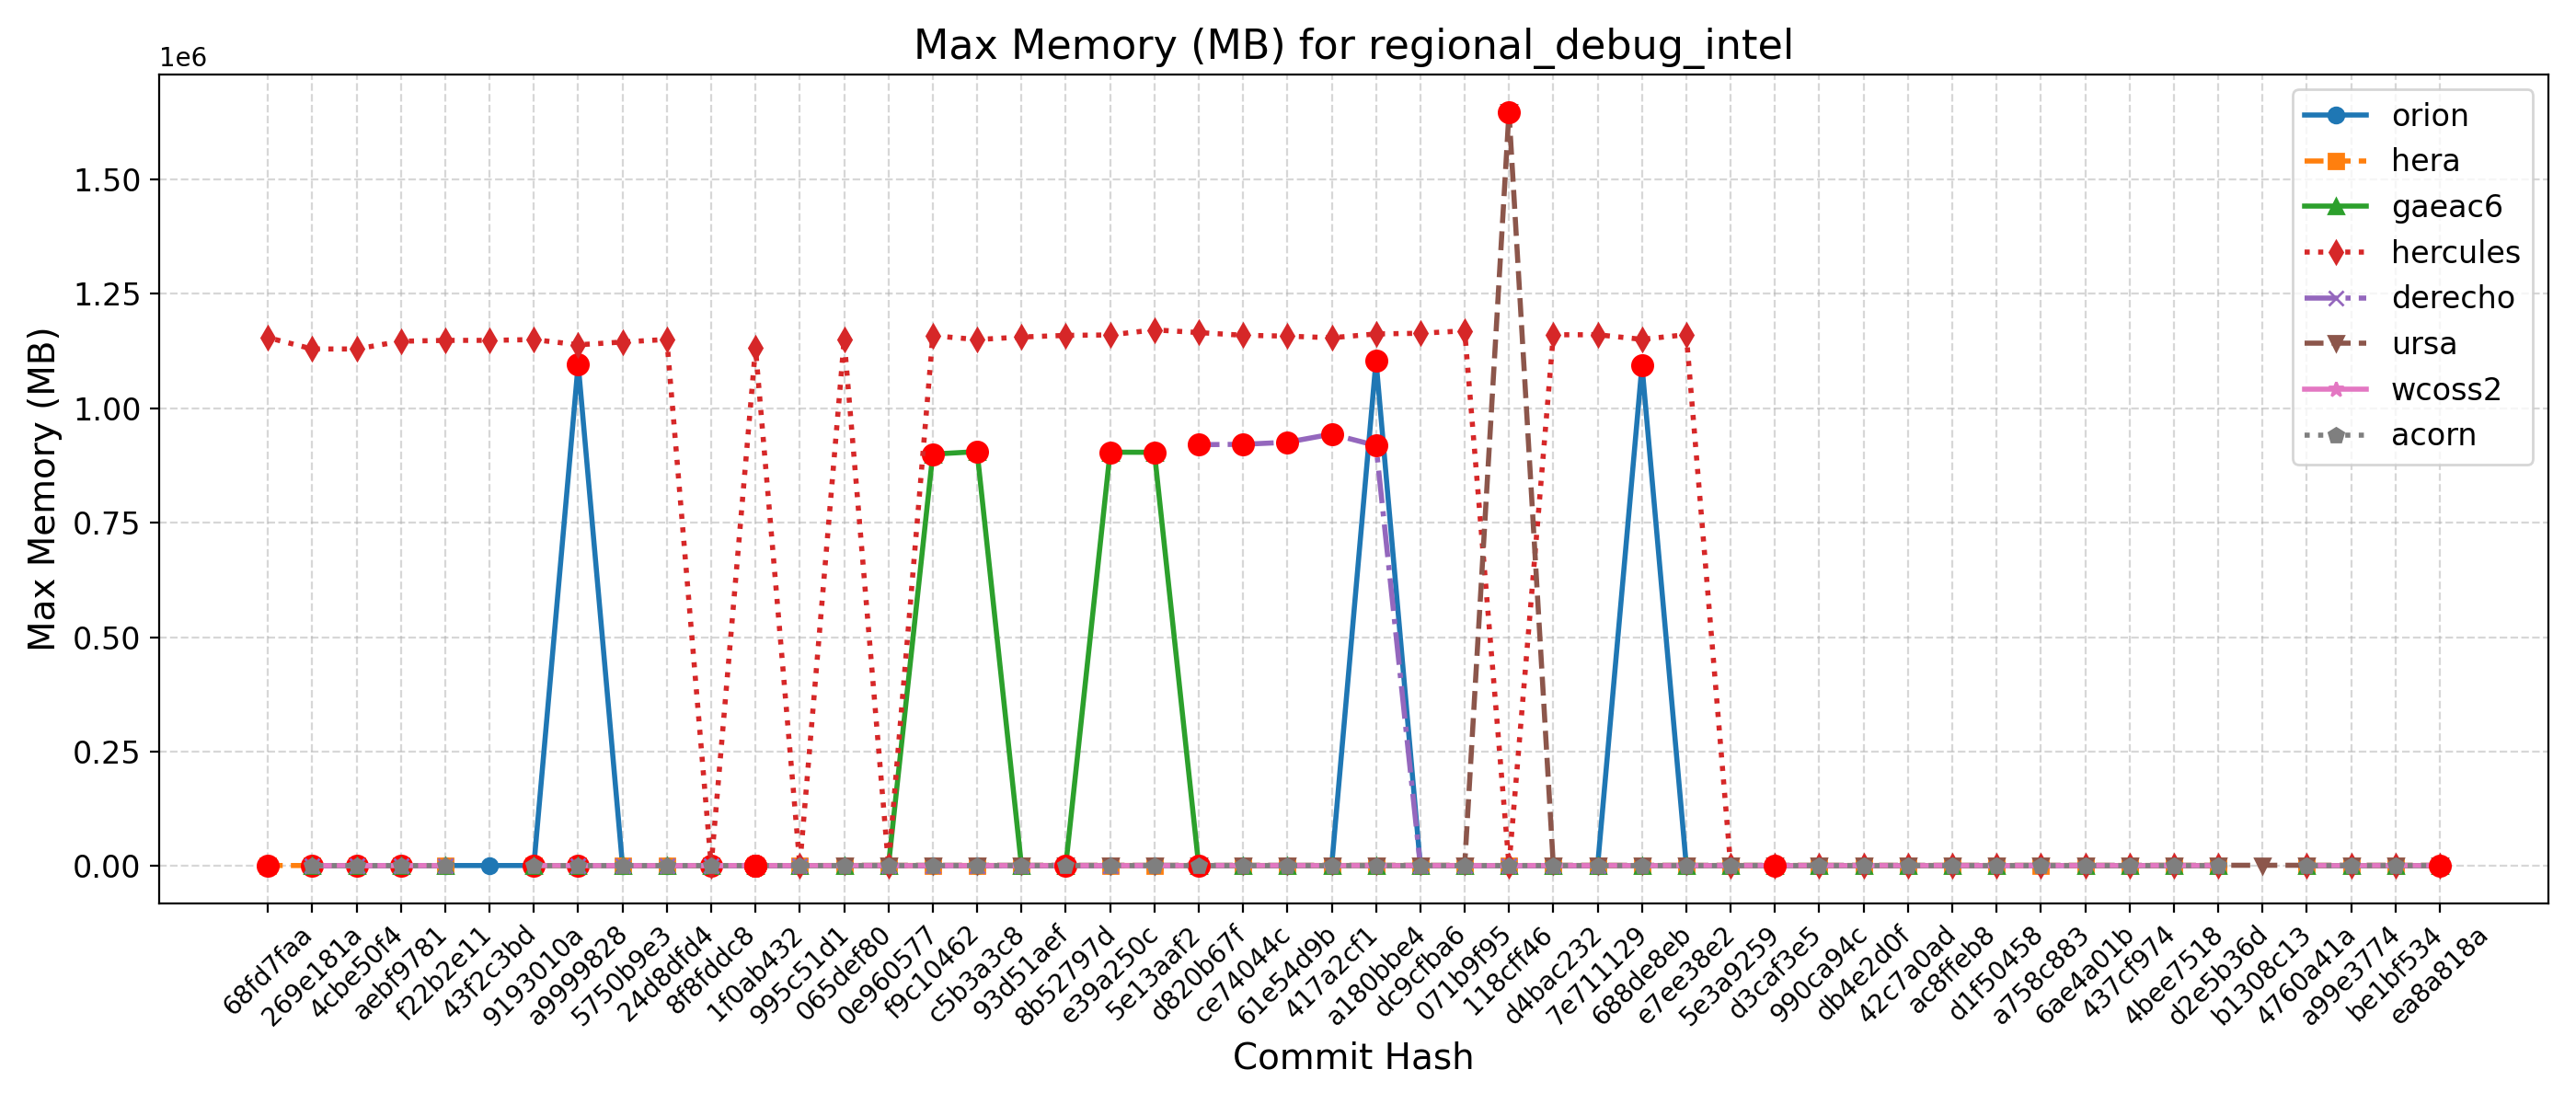 Max Memory (MB) for regional_debug_intel
1e6
1.50
1.25
1.00
0.75
0.50
0.25
0.00
Max Memory (MB)
orion
hera
gaeac6
hercules
derecho
ursa
wcoss2
acorn
68fd7faa
269e181a
4cbe50f4
aebf9781
f22b2e11
43f2c3bd
9193010a
a9999828
5750b9e3
24d8dfd4
8f8fddc8
1f0ab432
995c51d1
065def80
0e960577
f9c10462
c5b3a3c8
93d51aef
8b52797d
e39a250c
5e13aaf2
d820b67f
ce74044c
61e54d9b
417a2cf1
a180bbe4
dc9cfba6
071b9f95
118cff46
d4bac232
7e711129
688de8eb
e7ee38e2
5e3a9259
d3caf3e5
990ca94c
db4e2d0f
42c7a0ad
ac8ffeb8
d1f50458
a758c883
6ae4a01b
437cf974
4bee7518
d2e5b36d
b1308c13
4760a41a
a99e3774
be1bf534
ea8a818a
Commit Hash